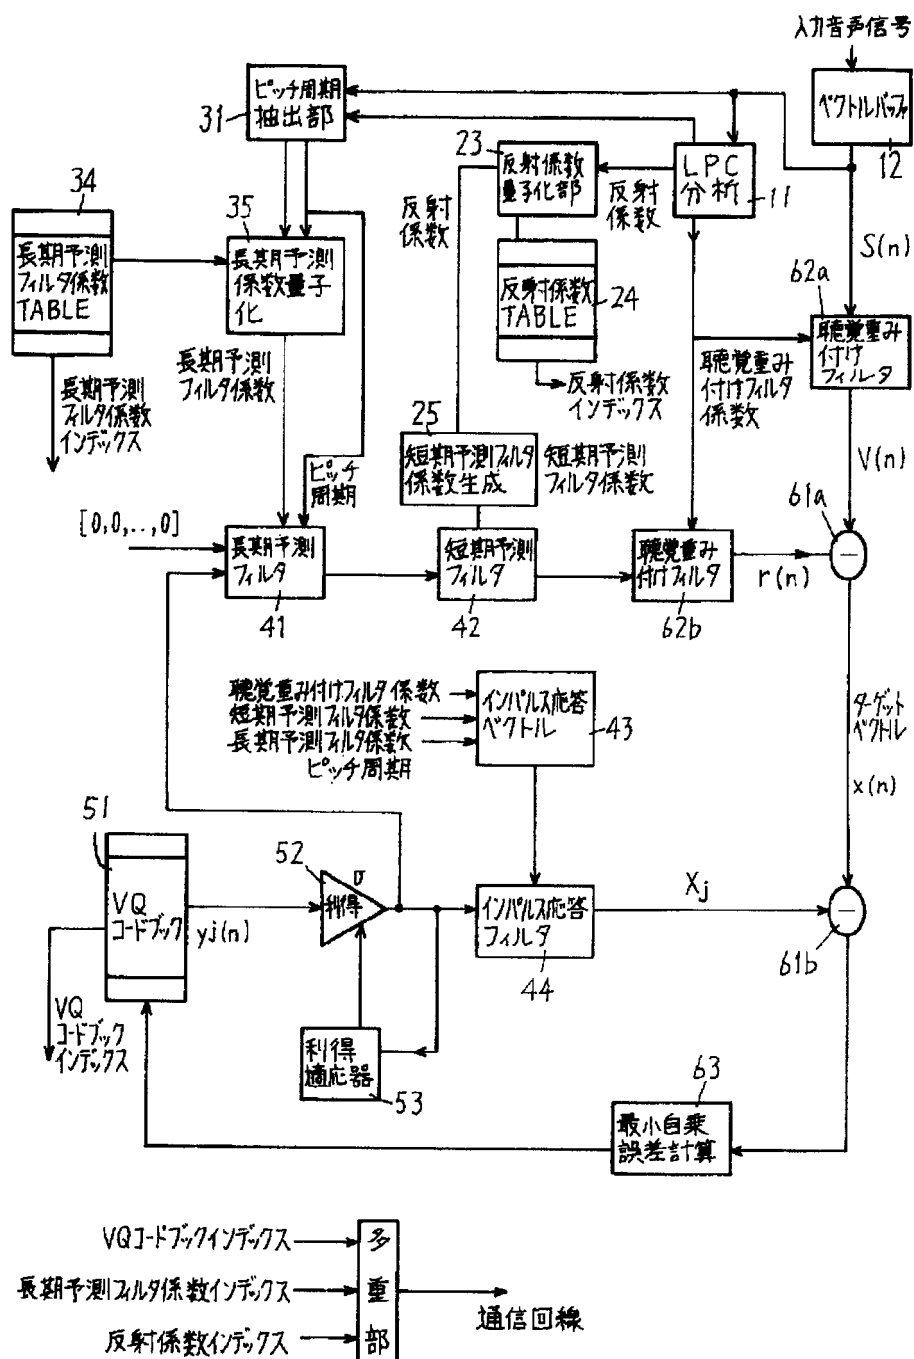 入力音声信号
ベクトルバッファ
12
ピッチ周期
抽出部
31
23
反射係数
量子化部
反射
係数
LPC
分析
11
反射
係数
34
長期予測
フィルタ係数
TABLE
35
長期予測
係数量子
化
反射係数
TABLE
24
S(n)
62a
聴覚重み
付け
フィルタ
長期予測
フィルタ係数
インデックス
長期予測
フィルタ係数
反射係数
インデックス
聴覚重み
付けフィルタ
係数
25
短期予測フィルタ
係数生成
短期予測
フィルタ係数
V(n)
ピッチ
周期
61a
[0,0,..,0]
長期予測
フィルタ
41
短期予測
フィルタ
42
聴覚重み
付けフィルタ
62b
r(n)
−
聴覚重み付けフィルタ係数
短期予測フィルタ係数
長期予測フィルタ係数
ピッチ周期
インパルス応答
ベクトル
43
ターゲット
ベクトル
x(n)
51
VQ
コードブック
yj(n)
52
σ
利得
インパルス応答
フィルタ
44
Xj
−
61b
VQ
コードブック
インデックス
利得
適応器
53
63
最小自乗
誤差計算
VQコードブックインデックス
長期予測フィルタ係数インデックス
反射係数インデックス
多
重
部
通信回線